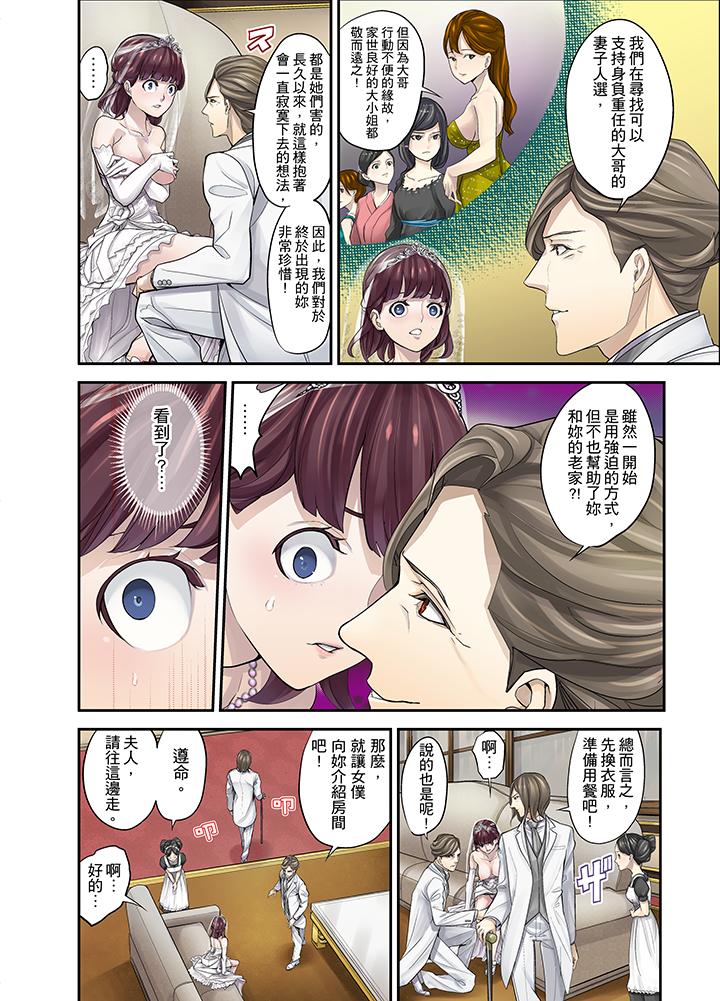 我們在尋找可以
支持身負重任的大哥的
妻子人選，
但因為大哥
行動不便的緣故，
家世良好的大小姐都
敬而遠之！
ス
都是她們害的，
長久以來，就這樣抱著
會一直寂寞下去的想法，
因此，我們對於
終於出現的妳
非常珍惜！
……
雖然一開始
是用強迫的方式，
但不也幫助了妳
和妳的老家?!
……
看到了？…
總而言之，
先換衣服，
準備用餐吧！
啊…
說的也是呢！
ザ
那麼，
就讓女僕
向妳介紹房間
吧！
叩
叩
遵命。
夫人，
請往這邊走。
啊…
好的…